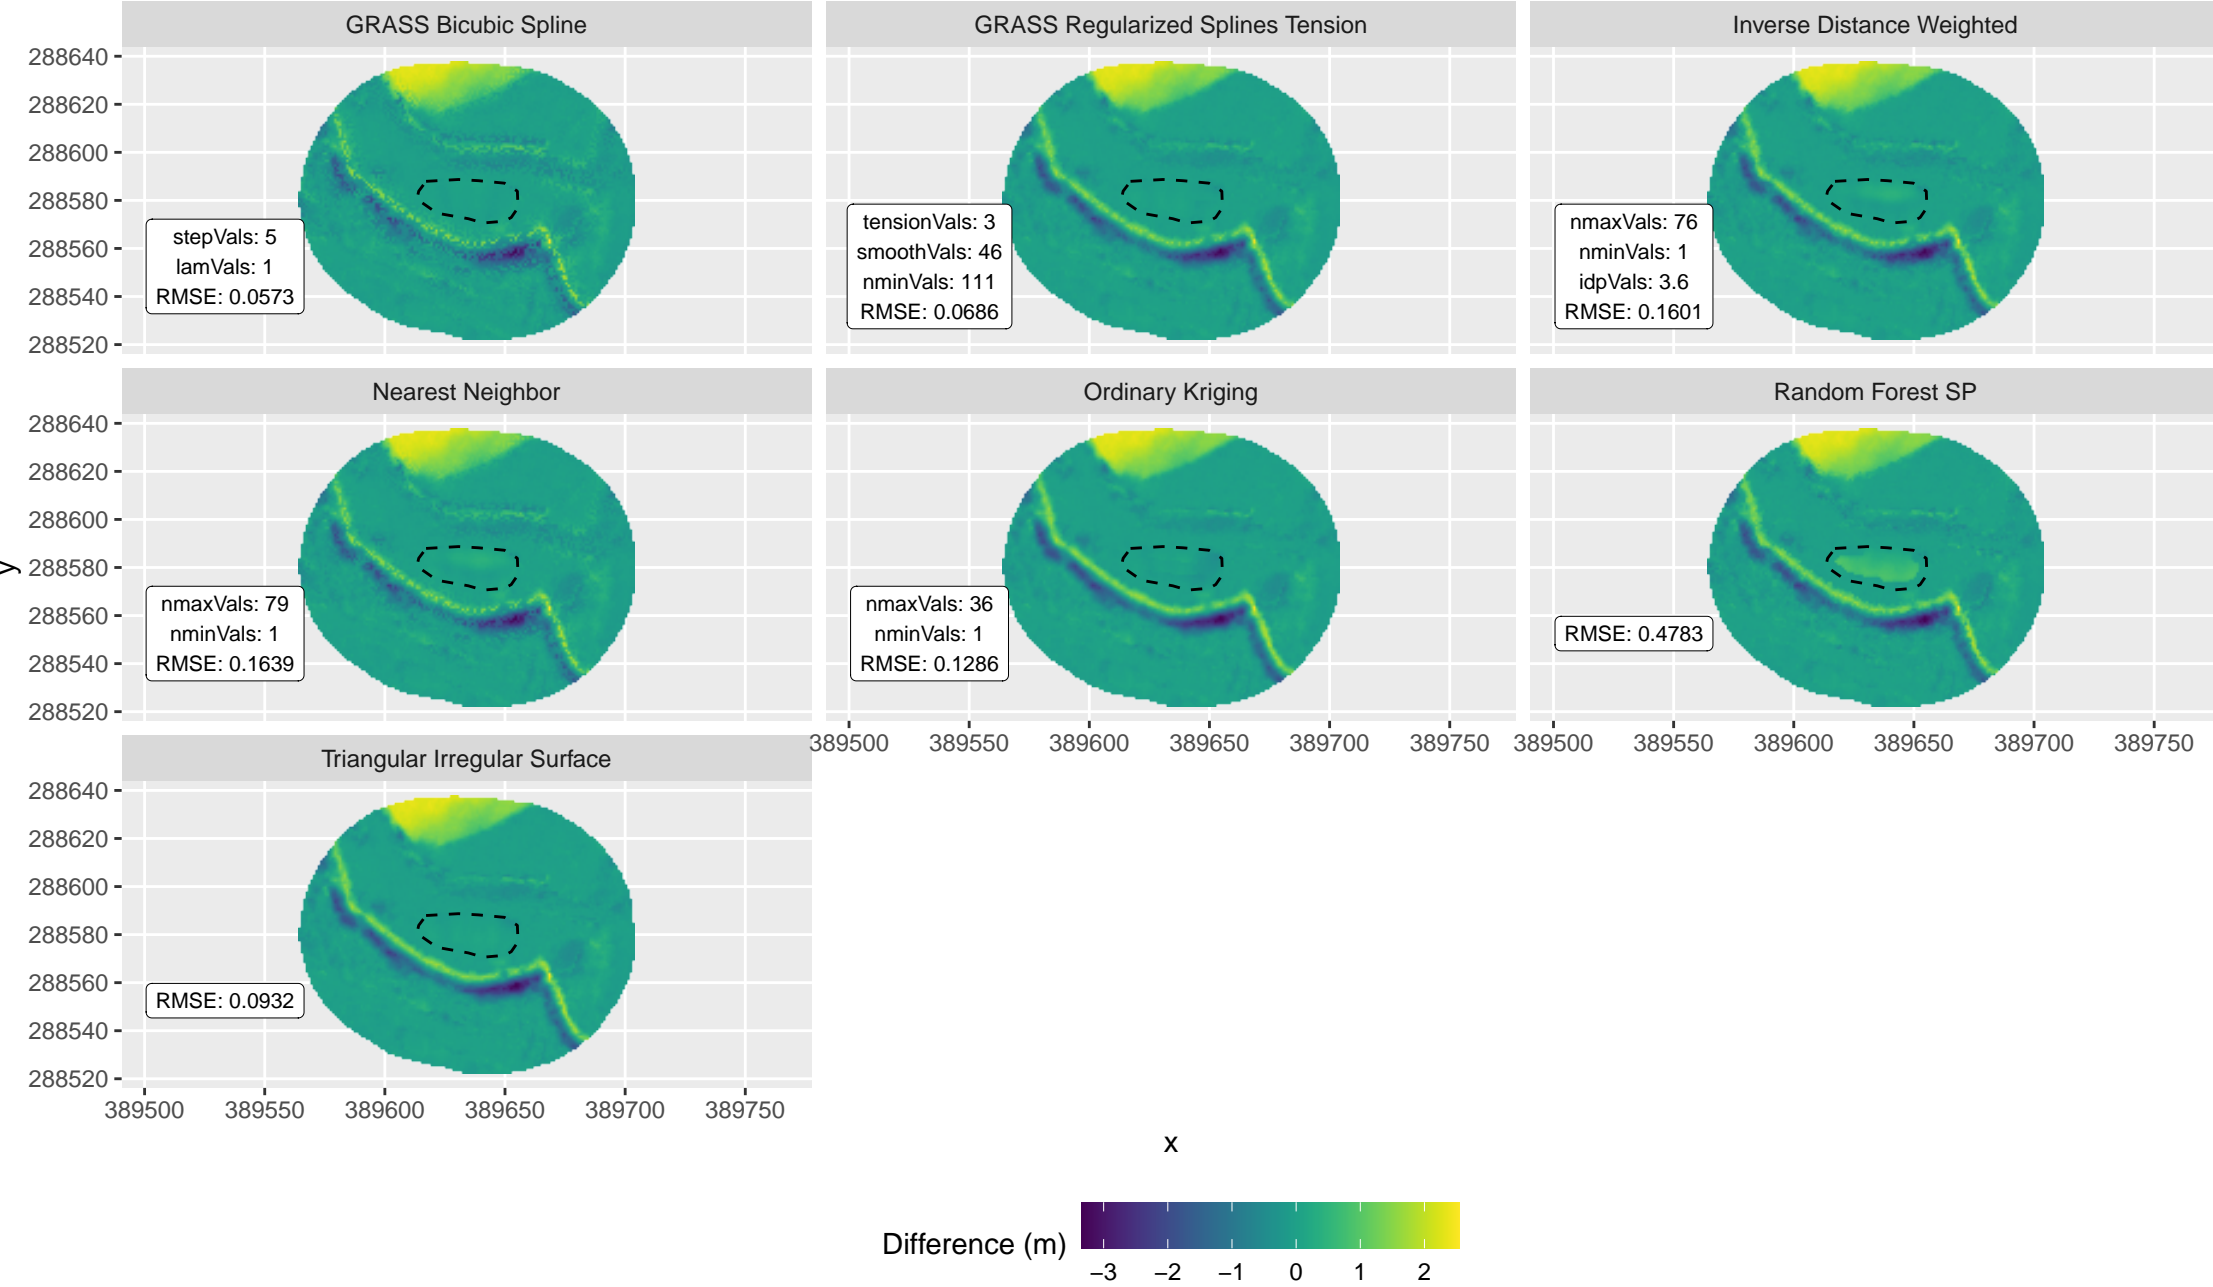 GRASS Bicubic Spline
GRASS Regularized Splines Tension
Inverse Distance Weighted
288640
288620
288600
288580
288560
288540
288520
stepVals: 5
lamVals: 1
RMSE: 0.0573
tensionVals: 3
smoothVals: 46
nminVals: 111
RMSE: 0.0686
nmaxVals: 76
nminVals: 1
idpVals: 3.6
RMSE: 0.1601
Nearest Neighbor
Ordinary Kriging
Random Forest SP
288640
288620
288600
288580
288560
288540
288520
y
nmaxVals: 79
nminVals: 1
RMSE: 0.1639
nmaxVals: 36
nminVals: 1
RMSE: 0.1286
RMSE: 0.4783
389500 389550 389600 389650 389700 389750
389500 389550 389600 389650 389700 389750
Triangular Irregular Surface
288640
288620
288600
288580
288560
288540
288520
RMSE: 0.0932
389500 389550 389600 389650 389700 389750
x
Difference (m)
−3 −2 −1 0 1 2